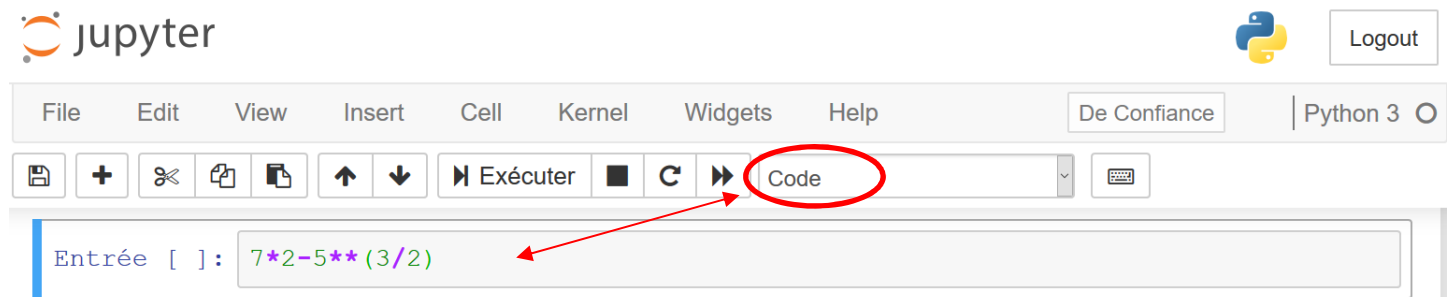 jupyter Logout
File Edit View Insert Cell Kernel Widgets Help De Confiance Python 3
Exécuter Code
Entrée [ ]: 7*2-5**(3/2)